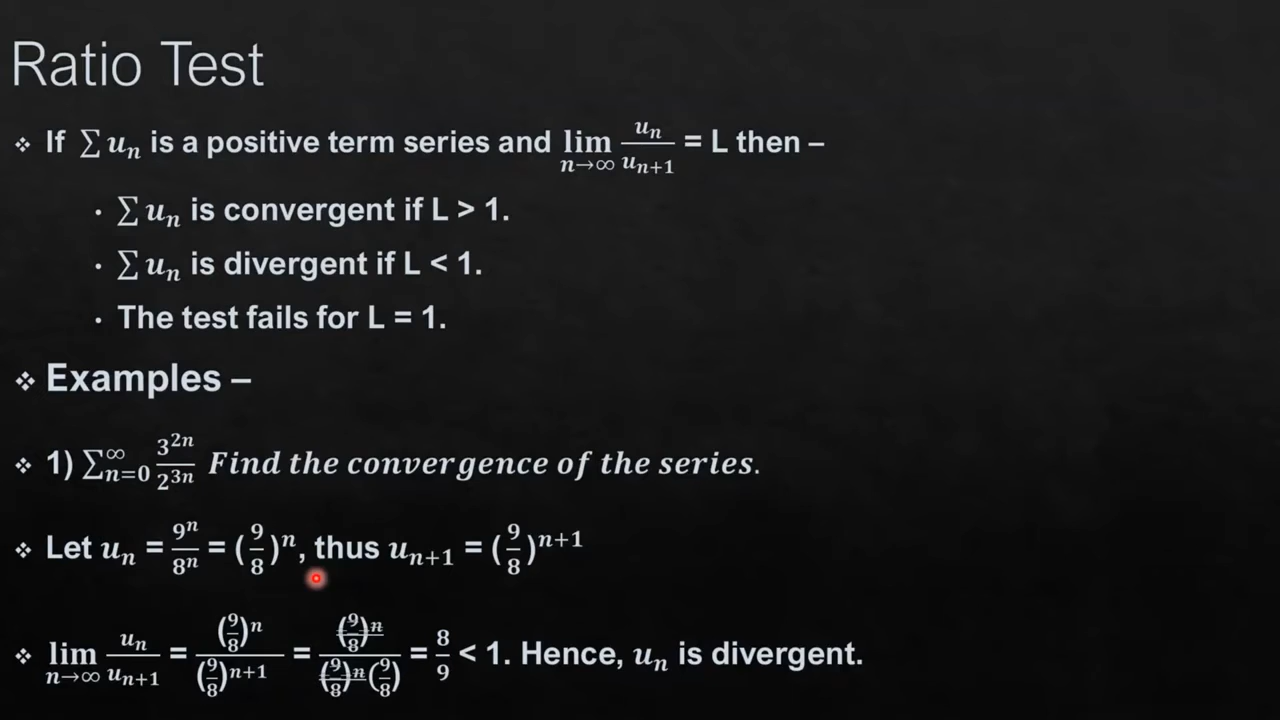 Ratio Test
❖ If ∑ uₙ is a positive term series and lim n→∞ uₙ/uₙ₊₁ = L then –
• ∑ uₙ is convergent if L > 1.
• ∑ uₙ is divergent if L < 1.
• The test fails for L = 1.
❖ Examples –
❖ 1) ∑_{n=0}^{∞} 3^{2n}/2^{3n} Find the convergence of the series.
❖ Let uₙ = 9ⁿ/8ⁿ = (9/8)ⁿ, thus uₙ₊₁ = (9/8)ⁿ⁺¹
❖ lim n→∞ uₙ/uₙ₊₁ = (9/8)ⁿ/(9/8)ⁿ⁺¹ = (9/8)ⁿ/(9/8)ⁿ(9/8) = 8/9 < 1. Hence, uₙ is divergent.